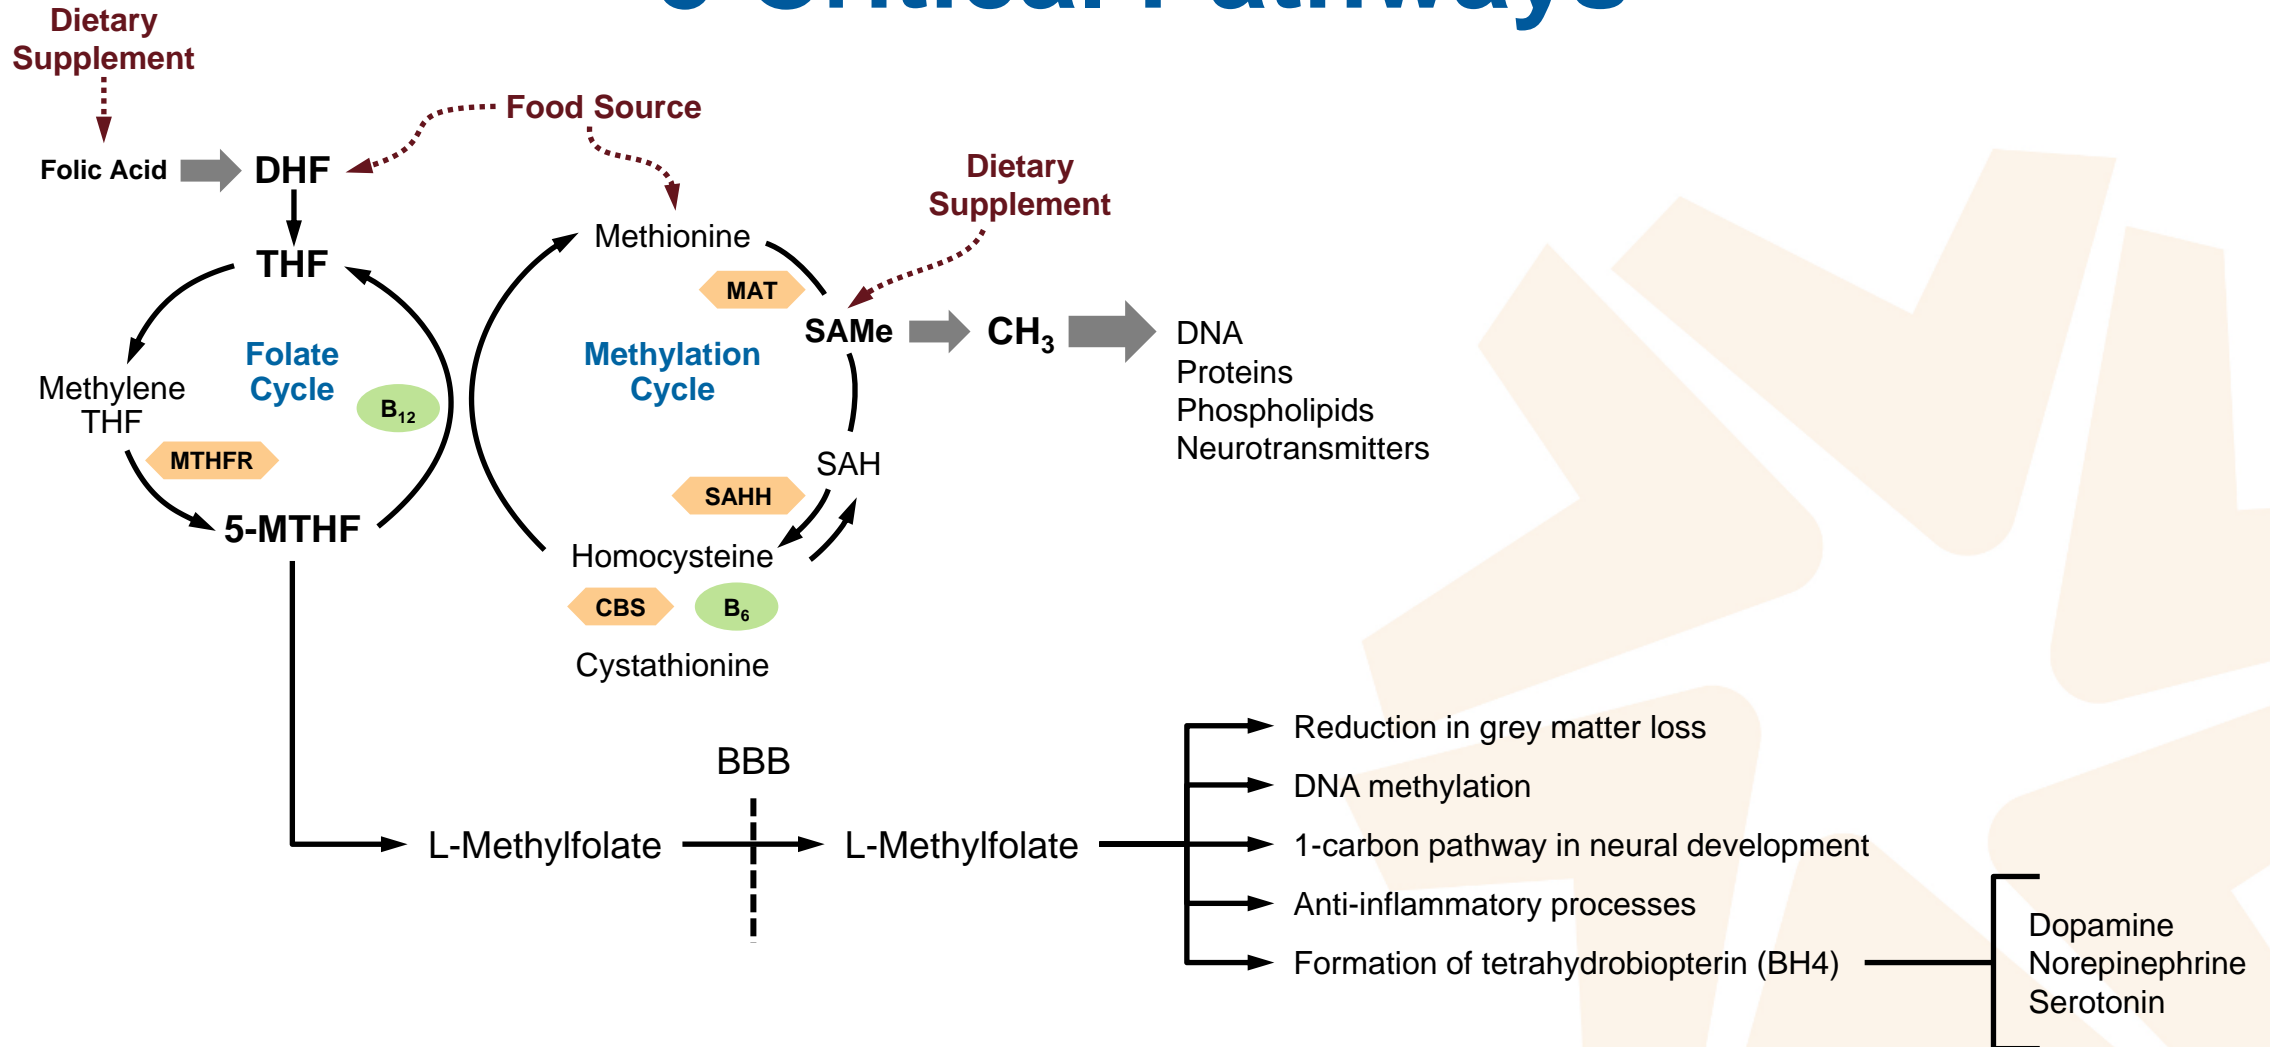 Critical Pathways
Dietary
Supplement
Food Source
Folic Acid
DHF
Dietary
Supplement
THF
Methionine
MAT
SAMe
CH₃
DNA
Proteins
Phospholipids
Neurotransmitters
Folate
Cycle
Methylation
Cycle
Methylene
THF
B₁₂
MTHFR
SAH
SAHH
5-MTHF
Homocysteine
CBS
B₆
Cystathionine
BBB
L-Methylfolate
L-Methylfolate
Reduction in grey matter loss
DNA methylation
1-carbon pathway in neural development
Anti-inflammatory processes
Formation of tetrahydrobiopterin (BH4)
Dopamine
Norepinephrine
Serotonin